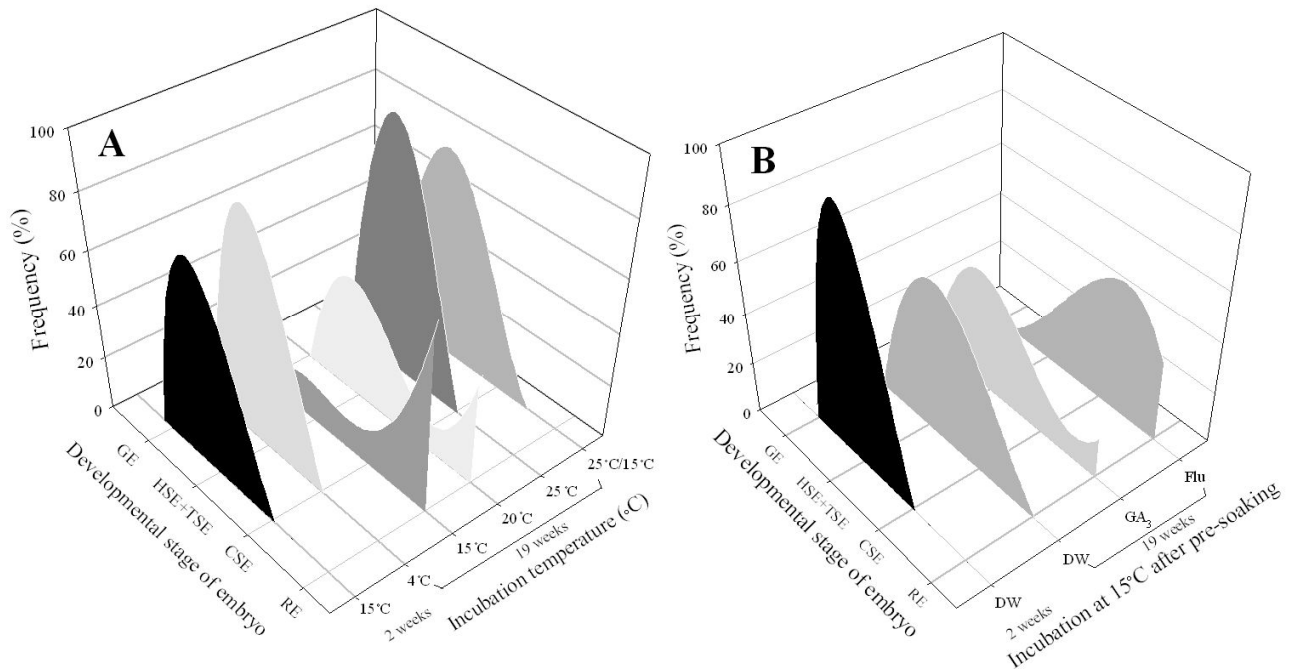 A
100
80
60
40
20
0
Frequency (%)
GE
HSE+TSE
CSE
RE
Developmental stage of embryo
15°C
4°C
15°C
20°C
25°C
25°C/15°C
2 weeks
19 weeks
Incubation temperature (°C)
B
100
80
60
40
20
0
Frequency (%)
GE
HSE+TSE
CSE
RE
Developmental stage of embryo
DW
DW
GA₃
Flu
2 weeks
19 weeks
Incubation at 15°C after pre-soaking